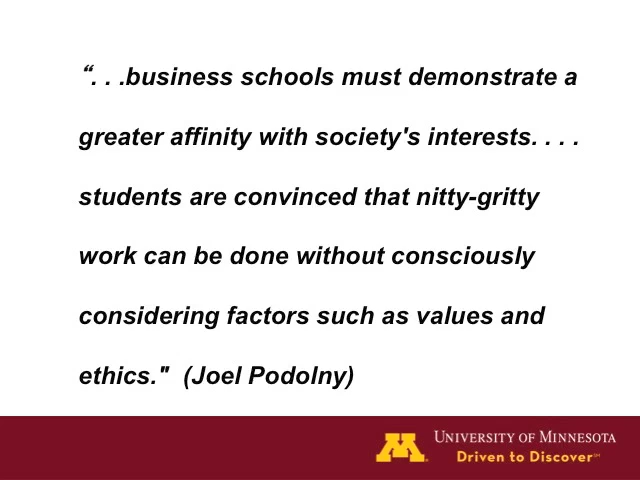 “. . .business schools must demonstrate a
greater affinity with society's interests. . . .
students are convinced that nitty-gritty
work can be done without consciously
considering factors such as values and
ethics." (Joel Podolny)
M
UNIVERSITY OF MINNESOTA
Driven to Discover℠